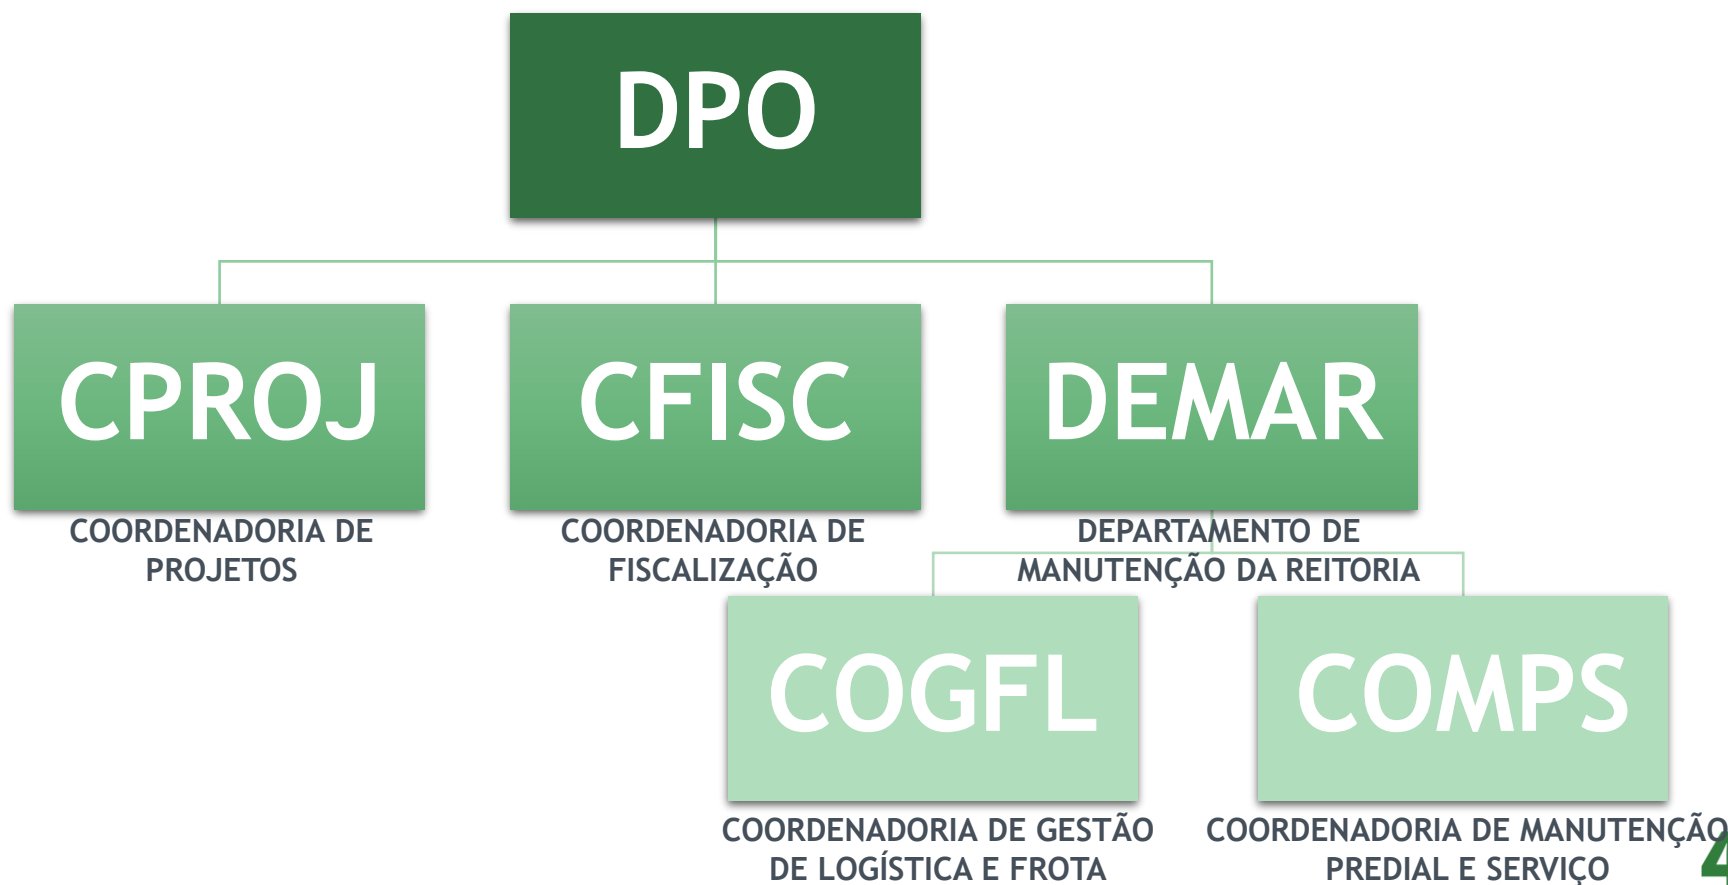 DPO
CPROJ
COORDENADORIA DE
PROJETOS
CFISC
COORDENADORIA DE
FISCALIZAÇÃO
DEMAR
DEPARTAMENTO DE
MANUTENÇÃO DA REITORIA
COGFL
COORDENADORIA DE GESTÃO
DE LOGÍSTICA E FROTA
COMPS
COORDENADORIA DE MANUTENÇÃO
PREDIAL E SERVIÇO
4